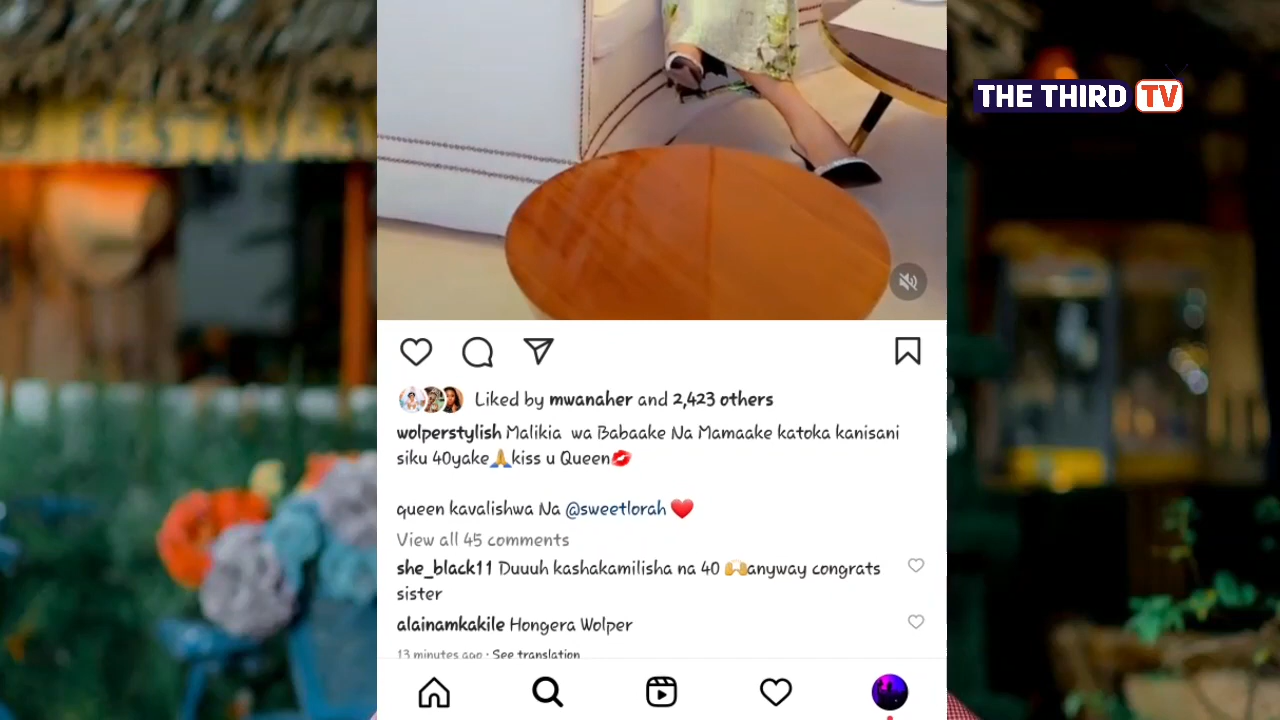 THE THIRD TV
Liked by mwanaher and 2,423 others
wolperstylish Malikia wa Babaake Na Mamaake katoka kanisani
siku 40yake🙏kiss u Queen💋
queen kavalishwa Na @sweetlorah ❤️
View all 45 comments
she_black11 Duuuh kashakamilisha na 40 🙌anyway congrats
sister
alainamkakile Hongera Wolper
13 minutes ago · See translation